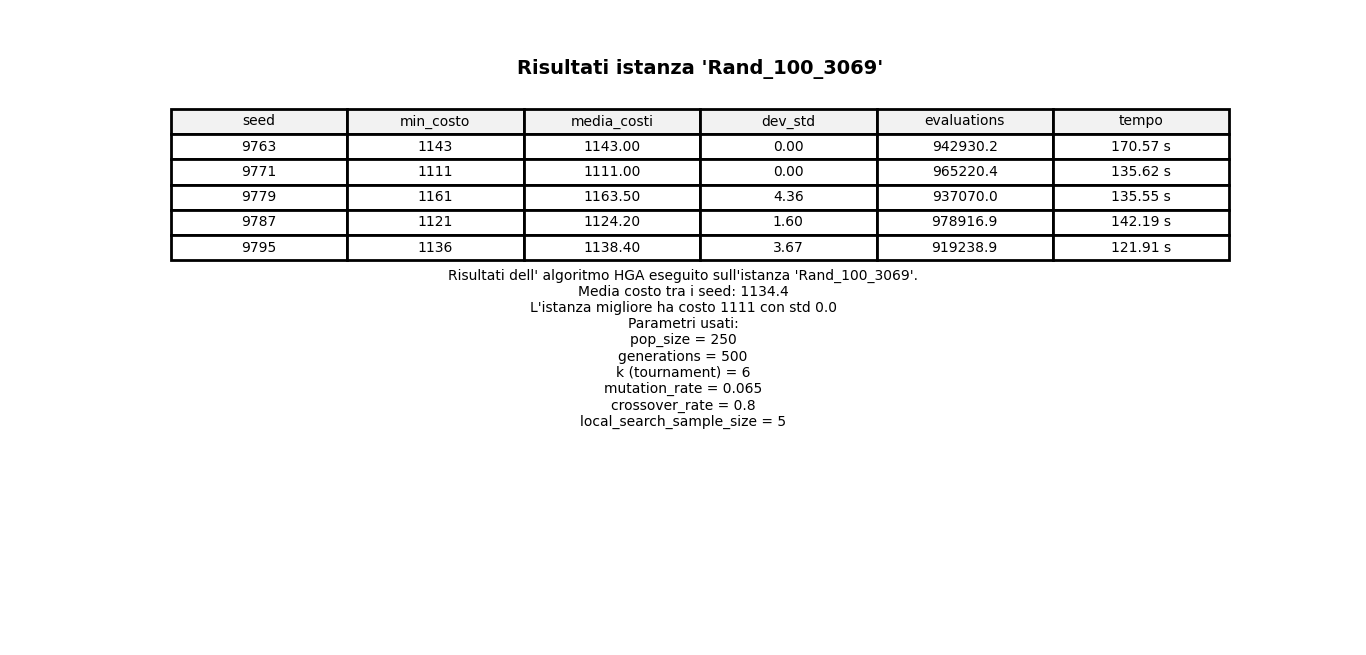 Risultati istanza 'Rand_100_3069'
seed min_costo media_costi dev_std evaluations tempo
9763 1143 1143.00 0.00 942930.2 170.57 s
9771 1111 1111.00 0.00 965220.4 135.62 s
9779 1161 1163.50 4.36 937070.0 135.55 s
9787 1121 1124.20 1.60 978916.9 142.19 s
9795 1136 1138.40 3.67 919238.9 121.91 s
Risultati dell' algoritmo HGA eseguito sull'istanza 'Rand_100_3069'.
Media costo tra i seed: 1134.4
L'istanza migliore ha costo 1111 con std 0.0
Parametri usati:
pop_size = 250
generations = 500
k (tournament) = 6
mutation_rate = 0.065
crossover_rate = 0.8
local_search_sample_size = 5